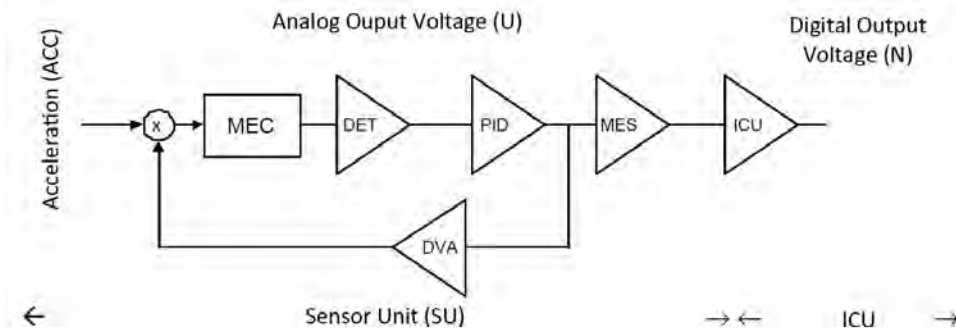 Analog Ouput Voltage (U)
Digital Output
Voltage (N)
Acceleration (ACC)
x
MEC
DET
PID
MES
ICU
DVA
← Sensor Unit (SU) → ← ICU →